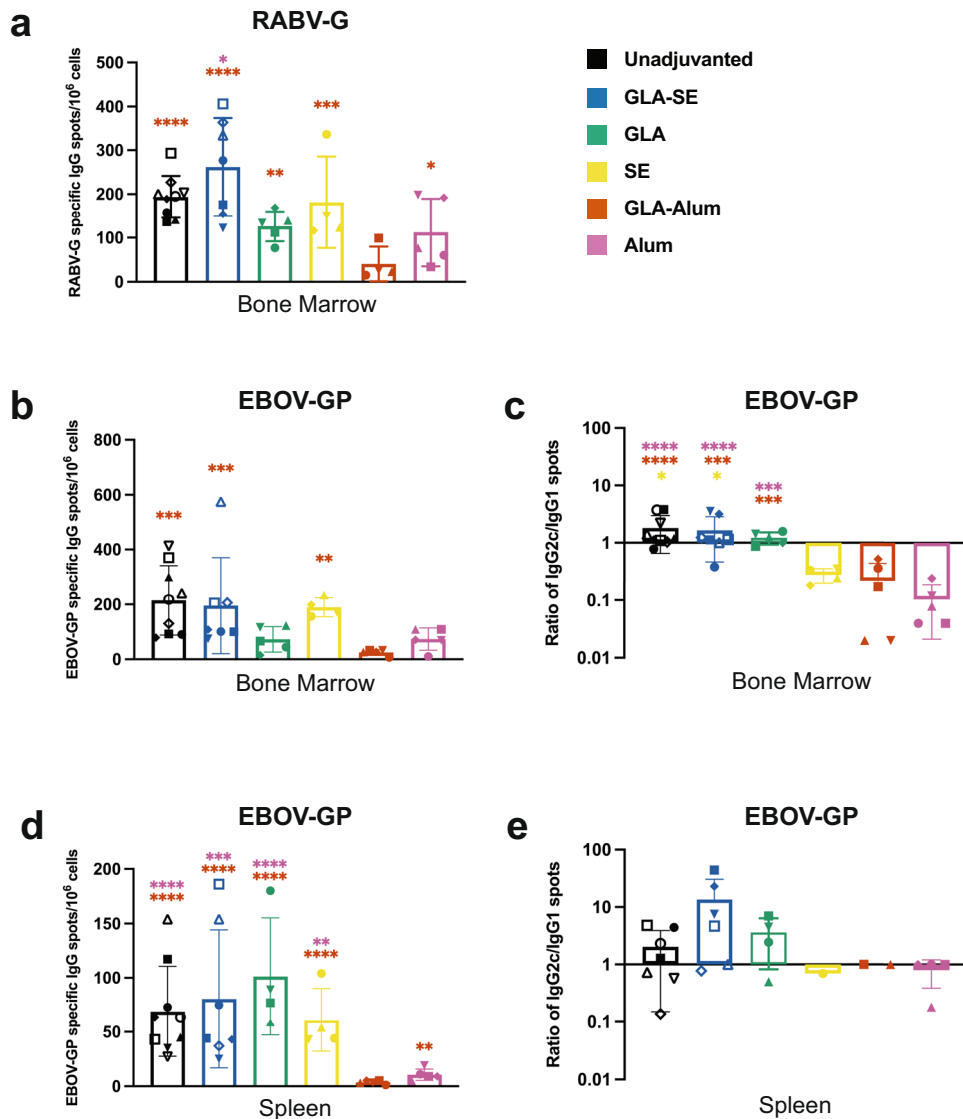 a
RABV-G
RABV-G specific IgG spots/10⁶ cells
500
400
300
200
100
0
****
*
****
**
***
*
Bone Marrow
Unadjuvanted
GLA-SE
GLA
SE
GLA-Alum
Alum
b
EBOV-GP
EBOV-GP specific IgG spots/10⁶ cells
800
600
400
200
0
***
***
**
Bone Marrow
c
EBOV-GP
Ratio of IgG2c/IgG1 spots
100
10
1
0.1
0.01
****
****
*
****
***
*
***
***
Bone Marrow
d
EBOV-GP
EBOV-GP specific IgG spots/10⁶ cells
200
150
100
50
0
****
****
***
****
****
****
**
****
**
Spleen
e
EBOV-GP
Ratio of IgG2c/IgG1 spots
100
10
1
0.1
0.01
Spleen